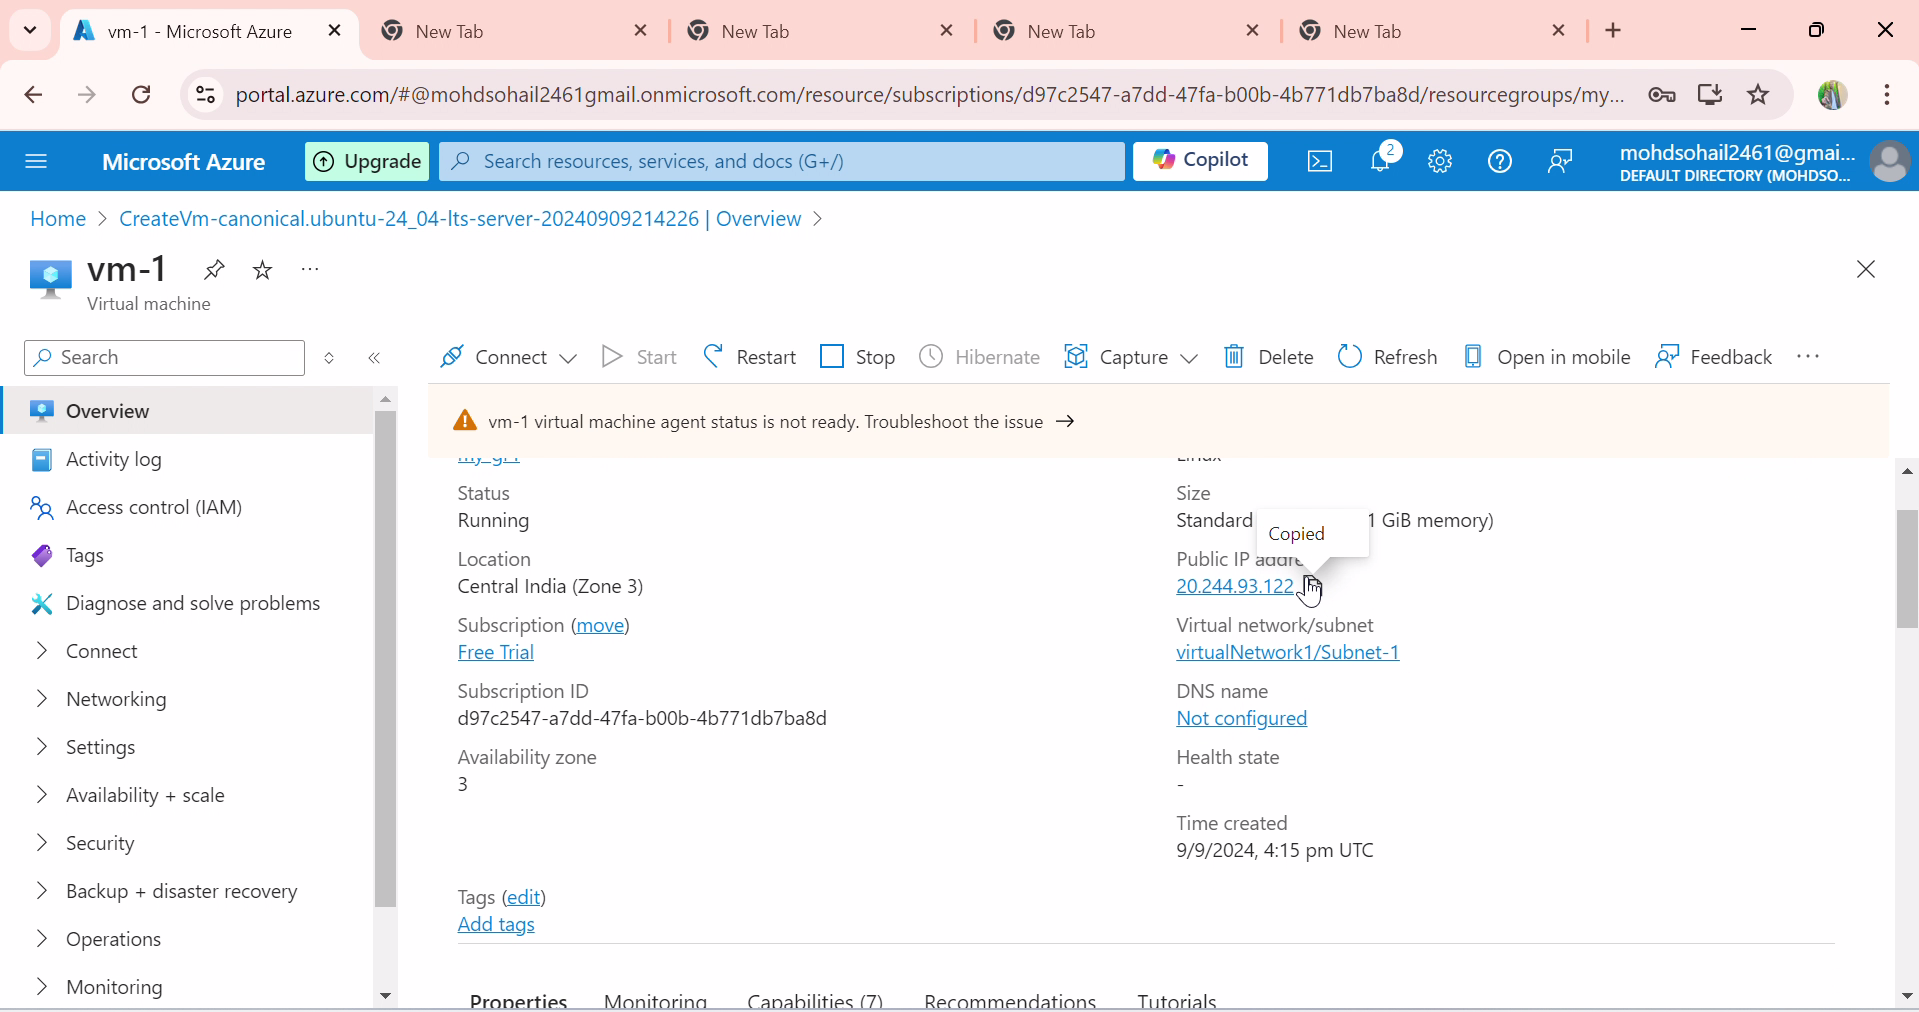 vm-1 - Microsoft Azure
New Tab
New Tab
New Tab
New Tab
portal.azure.com/#@mohdsohail2461gmail.onmicrosoft.com/resource/subscriptions/d97c2547-a7dd-47fa-b00b-4b771db7ba8d/resourcegroups/my...
Microsoft Azure
Upgrade
Search resources, services, and docs (G+/)
Copilot
2
mohdsohail2461@gmai...
DEFAULT DIRECTORY (MOHDSO...
Home > CreateVm-canonical.ubuntu-24_04-lts-server-20240909214226 | Overview >
vm-1
Virtual machine
Search
Connect
Start
Restart
Stop
Hibernate
Capture
Delete
Refresh
Open in mobile
Feedback
Overview
Activity log
Access control (IAM)
Tags
Diagnose and solve problems
Connect
Networking
Settings
Availability + scale
Security
Backup + disaster recovery
Operations
Monitoring
vm-1 virtual machine agent status is not ready. Troubleshoot the issue →
Status
Running
Location
Central India (Zone 3)
Subscription (move)
Free Trial
Subscription ID
d97c2547-a7dd-47fa-b00b-4b771db7ba8d
Availability zone
3
Linux
Size
Standard 1 GiB memory)
Copied
Public IP addre
20.244.93.122
Virtual network/subnet
virtualNetwork1/Subnet-1
DNS name
Not configured
Health state
-
Time created
9/9/2024, 4:15 pm UTC
Tags (edit)
Add tags
Properties
Monitoring
Capabilities (7)
Recommendations
Tutorials